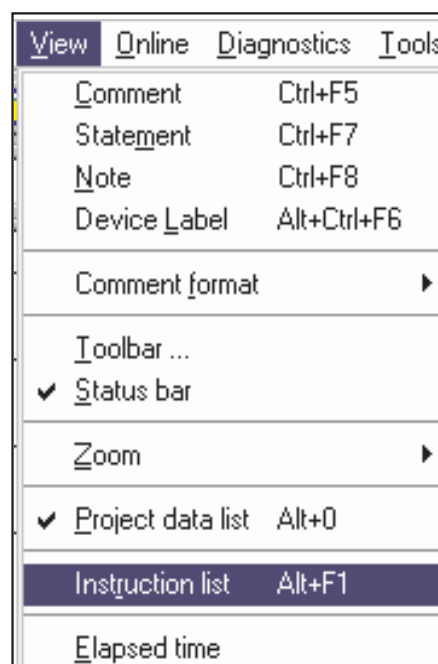 View Online Diagnostics Tools
Comment Ctrl+F5
Statement Ctrl+F7
Note Ctrl+F8
Device Label Alt+Ctrl+F6
Comment format
Toolbar ...
Status bar
Zoom
Project data list Alt+0
Instruction list Alt+F1
Elapsed time